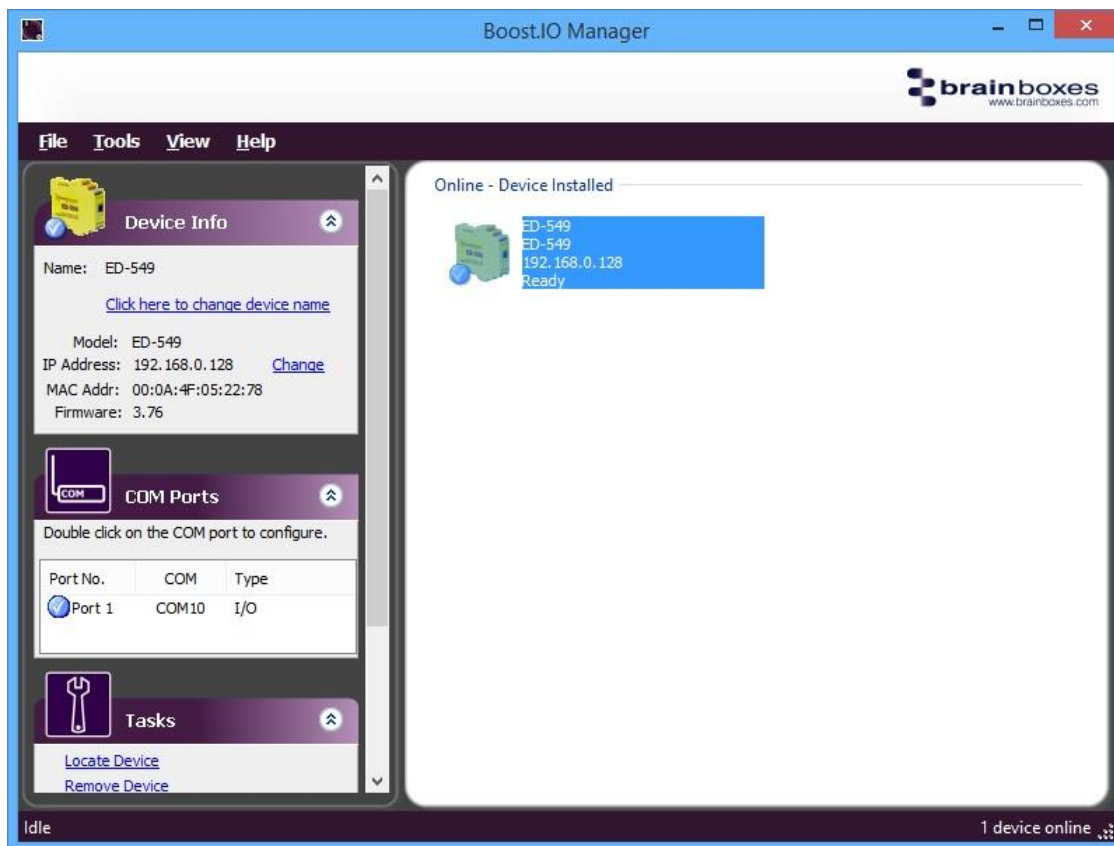 Boost.IO Manager
brainboxes
www.brainboxes.com
File Tools View Help
Device Info
Name: ED-549
Click here to change device name
Model: ED-549
IP Address: 192.168.0.128 Change
MAC Addr: 00:0A:4F:05:22:78
Firmware: 3.76
COM Ports
Double click on the COM port to configure.
Port No. COM Type
Port 1 COM10 I/O
Tasks
Locate Device
Remove Device
Online - Device Installed
ED-549
ED-549
192.168.0.128
Ready
Idle
1 device online